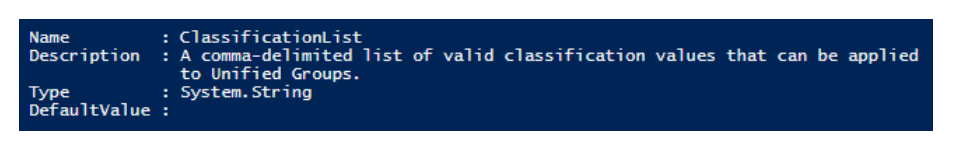 Name         : ClassificationList
Description  : A comma-delimited list of valid classification values that can be applied
               to Unified Groups.
Type         : System.String
DefaultValue :